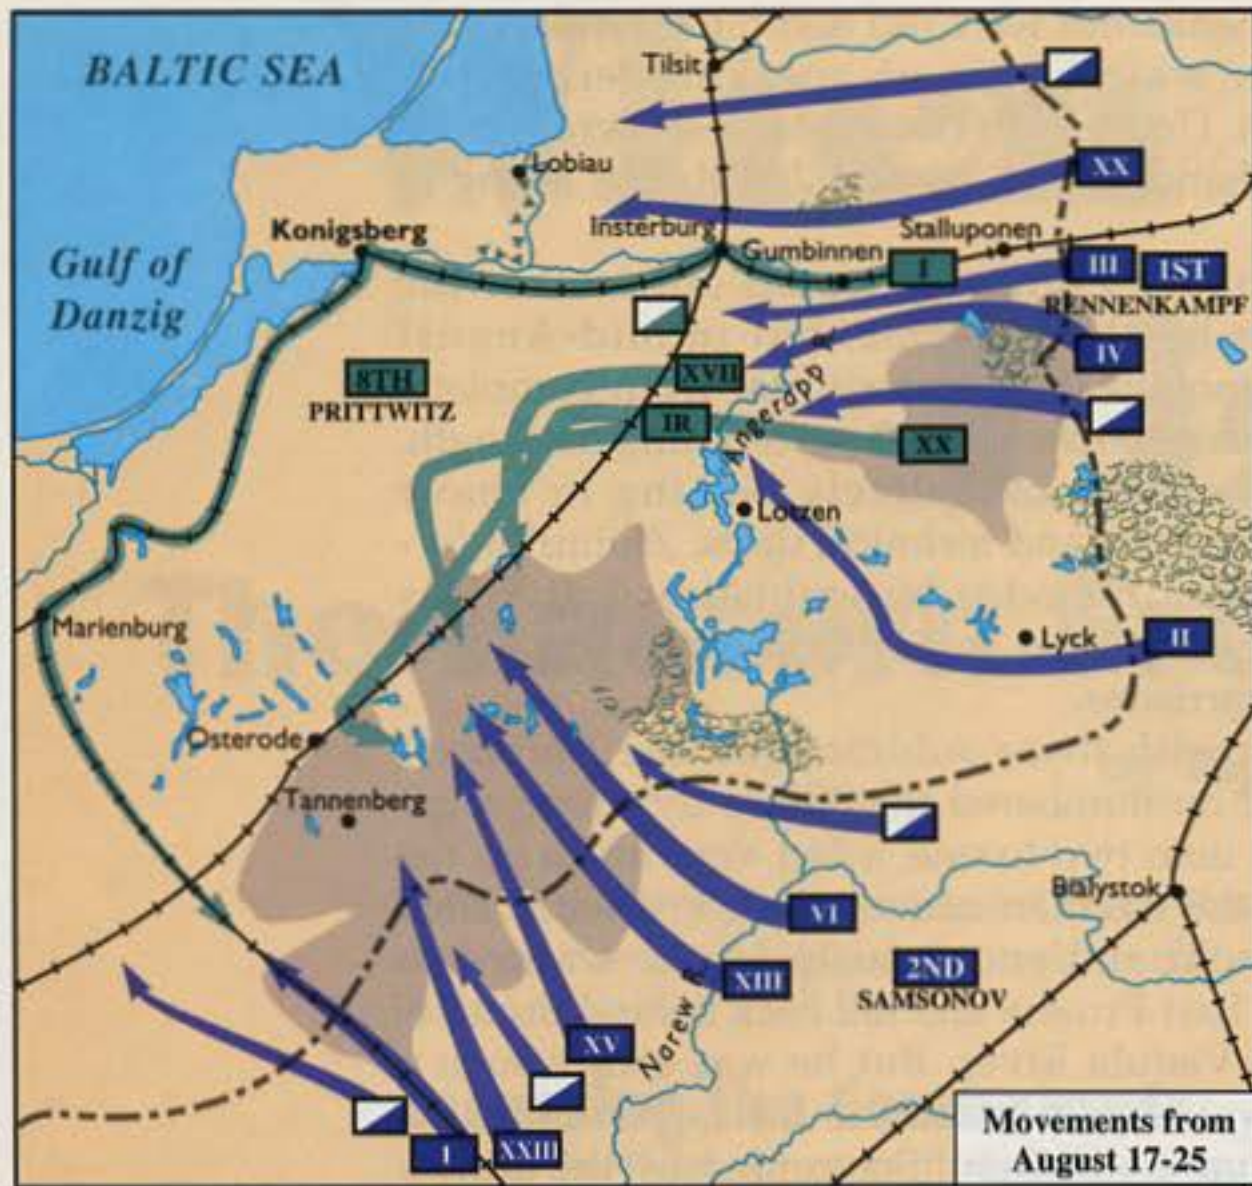 BALTIC SEA
Tilsit
Lobiau
XX
Konigsberg
Insterburg
Stalluponen
Gulf of
Danzig
Gumbinnen
I
III
1ST
RENNENKAMPF
IV
8TH
PRITTWITZ
XVII
IR
XX
Angerapp R.
Lotzen
Marienburg
Lyck
II
Osterode
Tannenberg
Bialystok
VI
XIII
2ND
SAMSONOV
Narew R.
XV
I
XXIII
Movements from
August 17-25